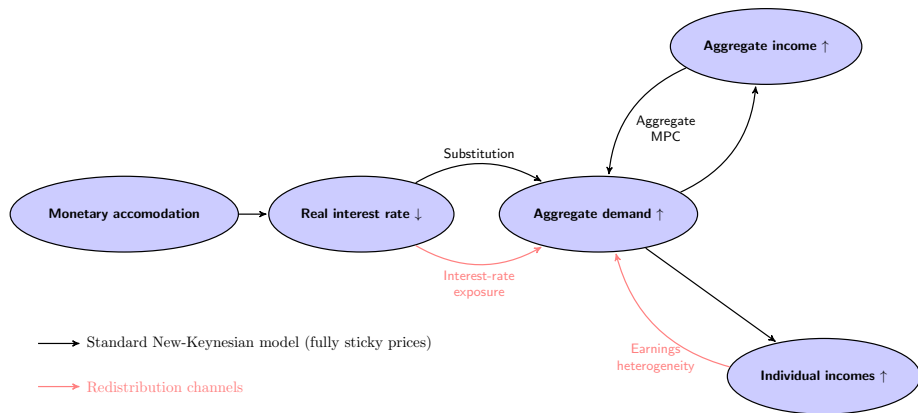 Aggregate income ↑
Aggregate
MPC
Substitution
Monetary accomodation
Real interest rate ↓
Aggregate demand ↑
Interest-rate
exposure
Standard New-Keynesian model (fully sticky prices)
Earnings
heterogeneity
Individual incomes ↑
Redistribution channels